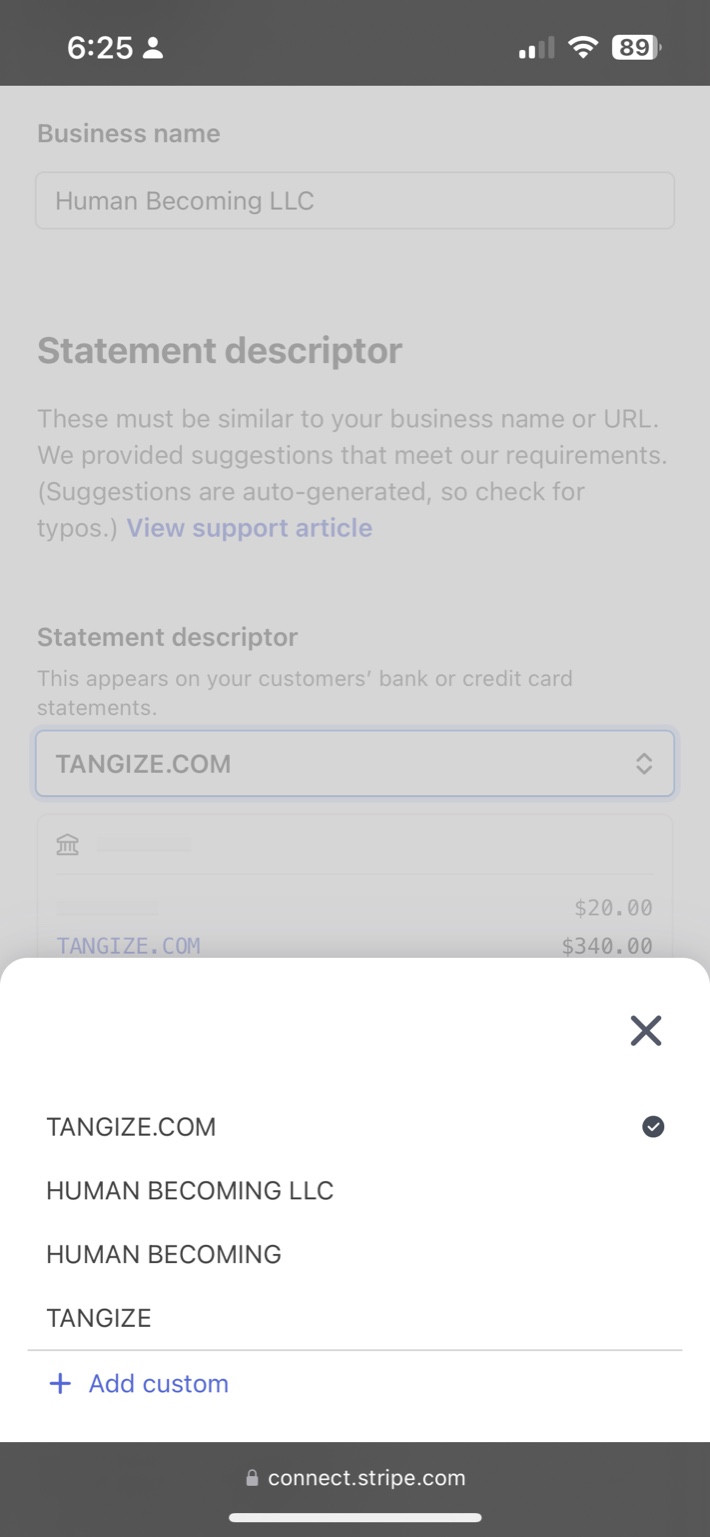 6:25
89
Business name
Human Becoming LLC
Statement descriptor
These must be similar to your business name or URL.
We provided suggestions that meet our requirements.
(Suggestions are auto-generated, so check for
typos.) View support article
Statement descriptor
This appears on your customers’ bank or credit card
statements.
TANGIZE.COM
$20.00
TANGIZE.COM $340.00
TANGIZE.COM
HUMAN BECOMING LLC
HUMAN BECOMING
TANGIZE
+ Add custom
connect.stripe.com